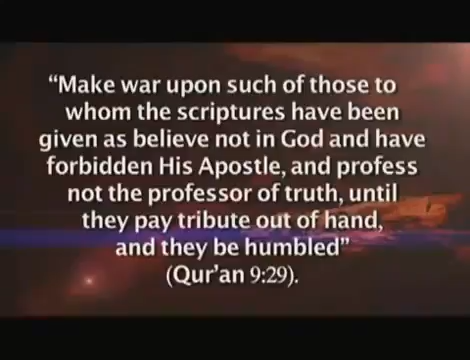 “Make war upon such of those to
whom the scriptures have been
given as believe not in God and have
forbidden His Apostle, and profess
not the professor of truth, until
they pay tribute out of hand,
and they be humbled”
(Qur’an 9:29).